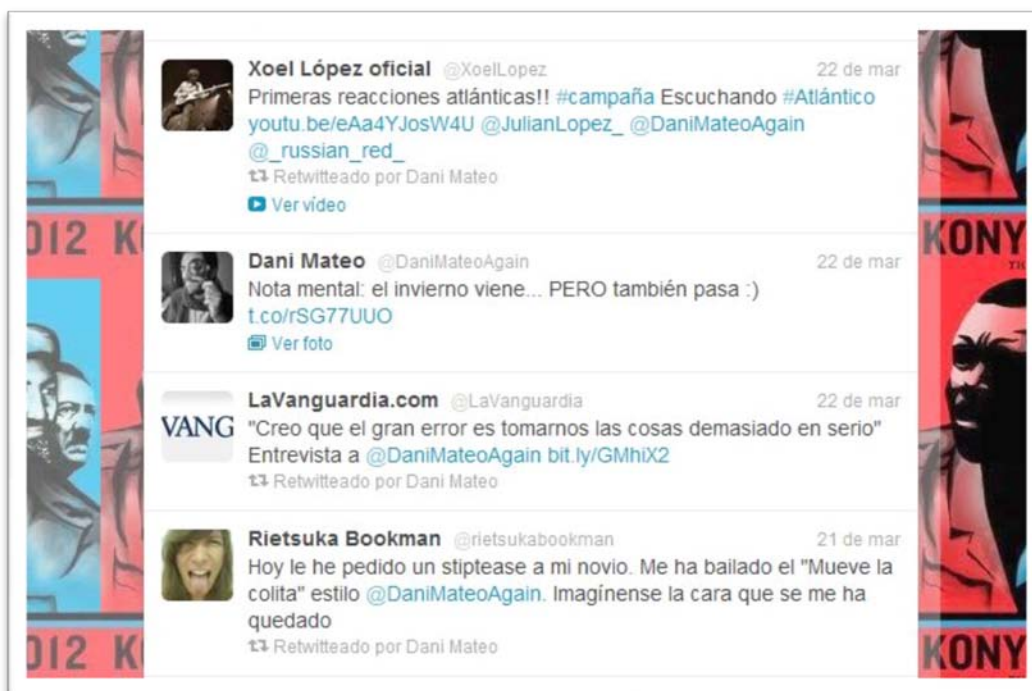 Xoel López oficial @XoelLopez 22 de mar
Primeras reacciones atlánticas!! #campaña Escuchando #Atlántico
youtu.be/eAa4YJosW4U @JulianLopez_ @DaniMateoAgain
@_russian_red_
Retwitteado por Dani Mateo
Ver vídeo
Dani Mateo @DaniMateoAgain 22 de mar
Nota mental: el invierno viene... PERO también pasa :)
t.co/rSG77UUO
Ver foto
LaVanguardia.com @LaVanguardia 22 de mar
VANG
"Creo que el gran error es tomarnos las cosas demasiado en serio"
Entrevista a @DaniMateoAgain bit.ly/GMhiX2
Retwitteado por Dani Mateo
Rietsuka Bookman @rietsukabookman 21 de mar
Hoy le he pedido un stiptease a mi novio. Me ha bailado el "Mueve la
colita" estilo @DaniMateoAgain. Imagínense la cara que se me ha
quedado
Retwitteado por Dani Mateo
012 K
KONY
TH
012 K
KONY